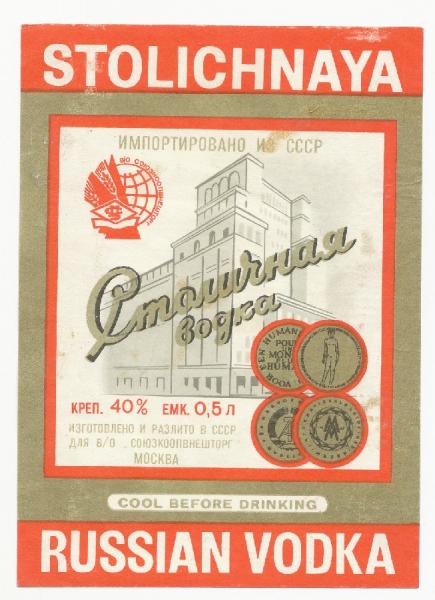 STOLICHNAYA
ИМПОРТИРОВАНО ИЗ СССР
В/О СОЮЗКООПВНЕШТОРГ
Столичная
водка
КРЕП. 40% ЕМК. 0,5 Л
ИЗГОТОВЛЕНО И РАЗЛИТО В СССР
ДЛЯ В/О „СОЮЗКООПВНЕШТОРГ
МОСКВА
COOL BEFORE DRINKING
RUSSIAN VODKA